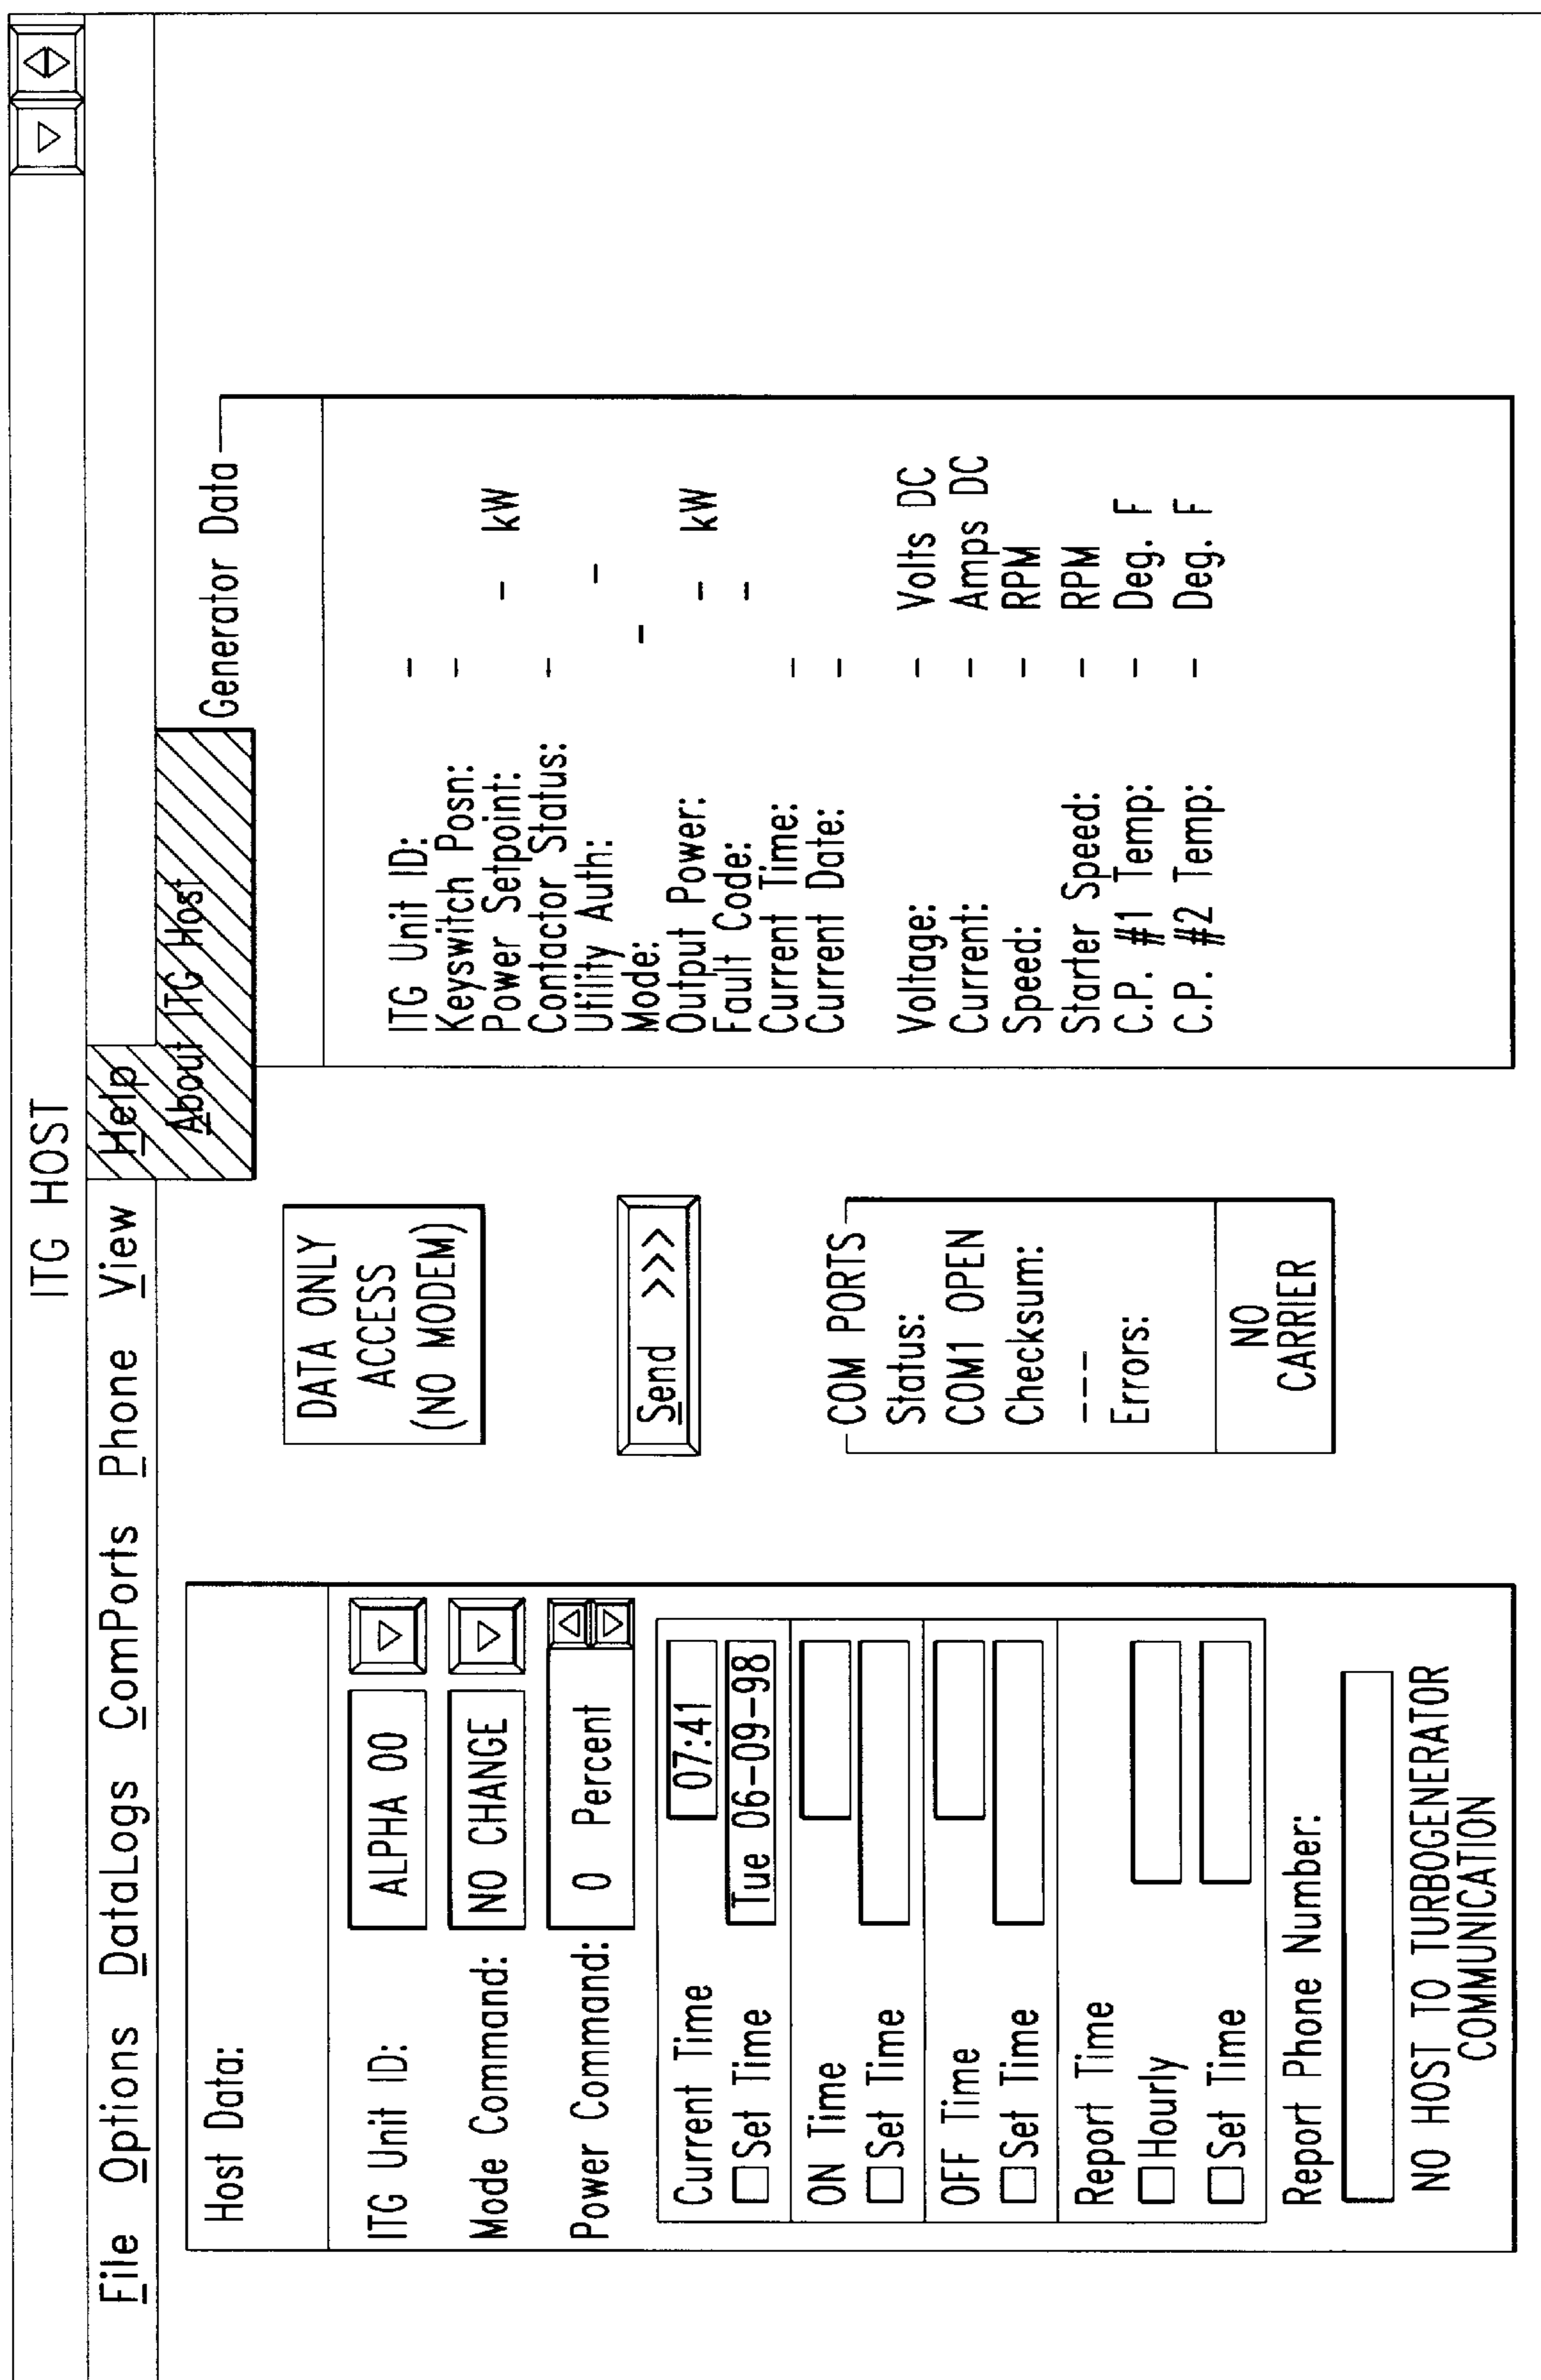 ITG HOST
File Options DataLogs ComPorts Phone View Help
About ITG Host
Host Data:
ITG Unit ID: ALPHA 00
Mode Command: NO CHANGE
Power Command: 0 Percent
Current Time 07:41
Set Time Tue 06-09-98
ON Time
Set Time
OFF Time
Set Time
Report Time
Hourly
Set Time
Report Phone Number:
NO HOST TO TURBOGENERATOR
COMMUNICATION
DATA ONLY
ACCESS
(NO MODEM)
Send >>>
COM PORTS
Status:
COM1 OPEN
Checksum:
---
Errors:
NO
CARRIER
Generator Data
ITG Unit ID: -
Keyswitch Posn: -
Power Setpoint: - kW
Contactor Status: -
Utility Auth: -
Mode: -
Output Power: - kW
Fault Code: -
Current Time: -
Current Date: -
Voltage: - Volts DC
Current: - Amps DC
Speed: - RPM
Starter Speed: - RPM
C.P. #1 Temp: - Deg. F
C.P. #2 Temp: - Deg. F